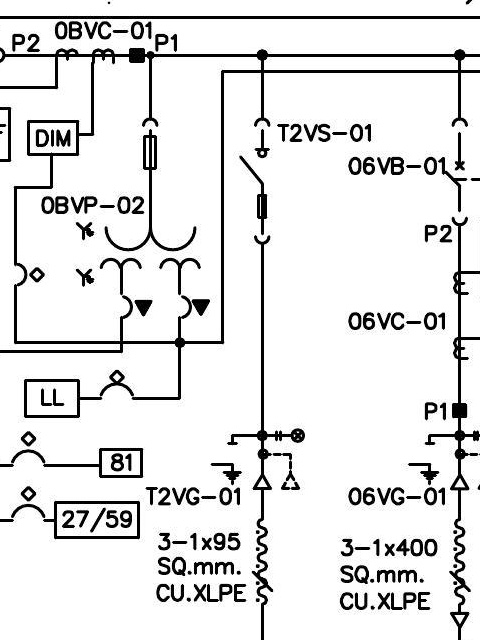 0BVC-01
P2
P1
DIM
T2VS-01
06VB-01
0BVP-02
P2
06VC-01
LL
P1
81
T2VG-01
06VG-01
27/59
3-1x95
SQ.mm.
CU.XLPE
3-1x400
SQ.mm.
CU.XLPE